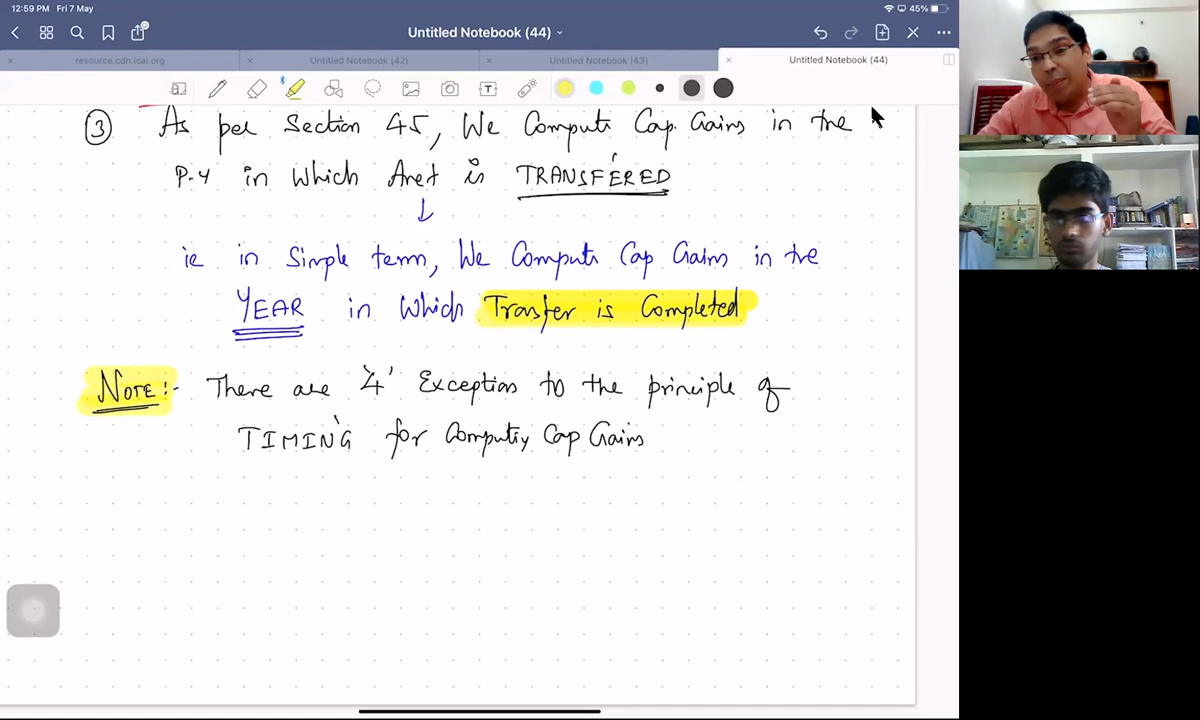 12:59 PM Fri 7 May
45%
Untitled Notebook (44)
resource.cdn.icai.org
Untitled Notebook (42)
Untitled Notebook (43)
Untitled Notebook (44)
③ As per Section 45, We Compute Cap. Gains in the
P.Y in which Asset is TRANSFERED
ie in Simple term, We Compute Cap Gains in the
YEAR in which Trasfer is Completed
NOTE:- There are '4' Exception to the principle of
TIMING for Computiy Cap Gains